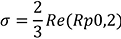 σ = 2/3 Re(Rp0,2)